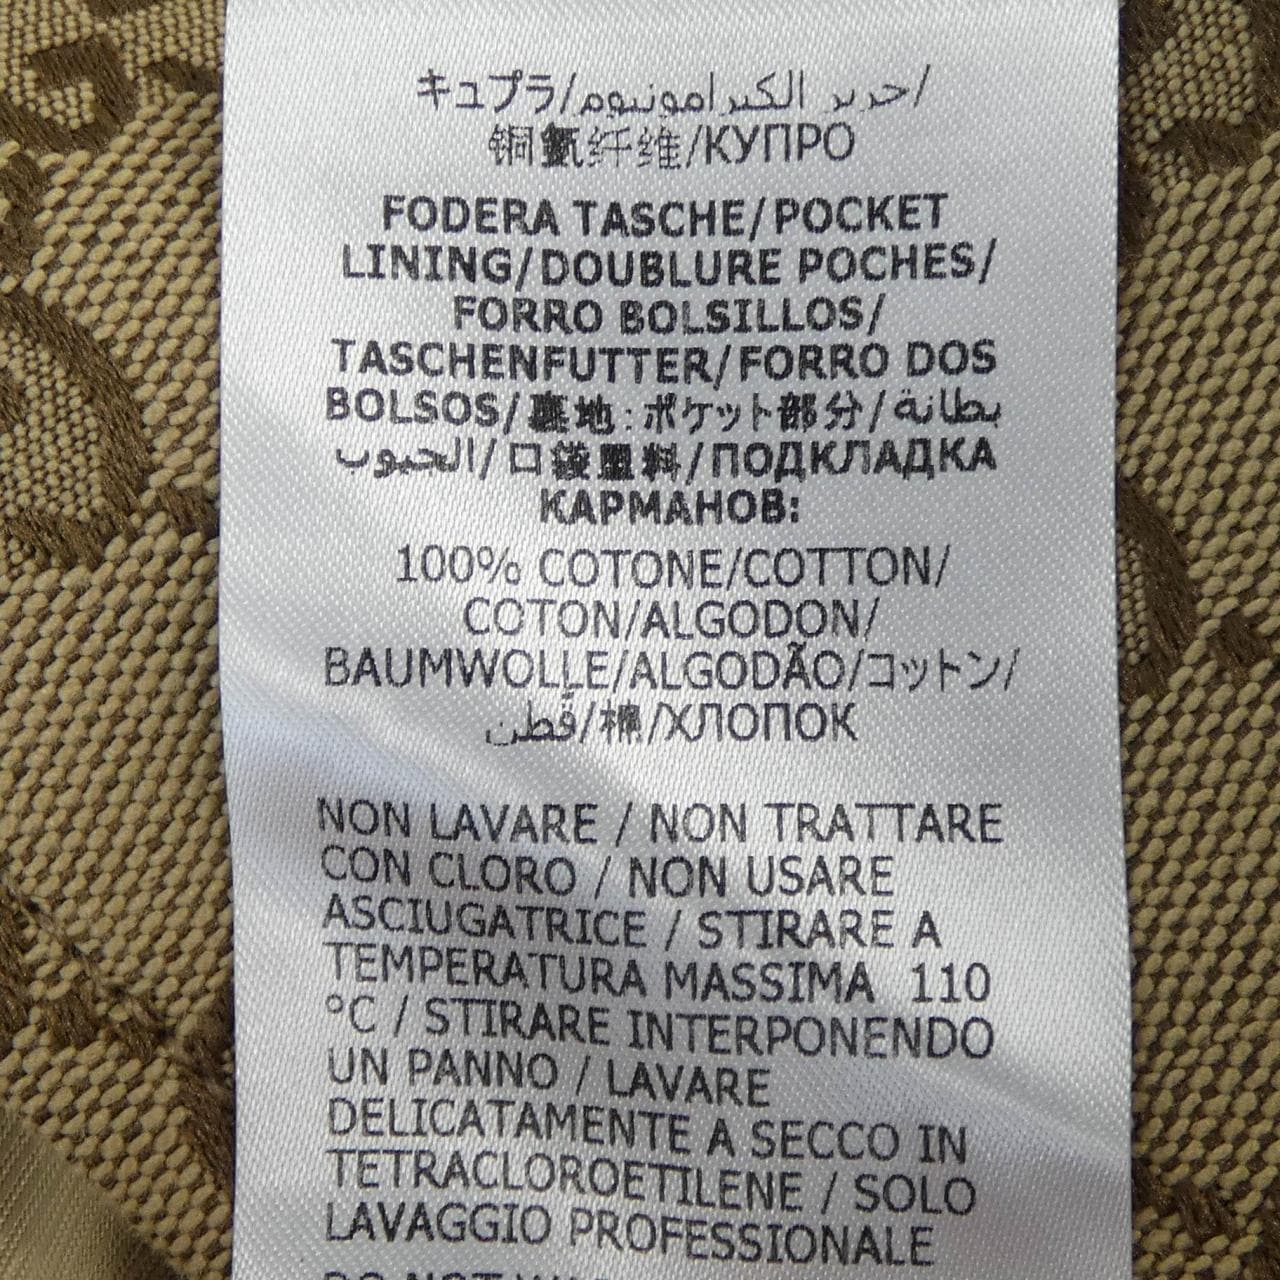 キュプラ/حرير الكبرامونيوم/
铜氨纤维/КУПРО
FODERA TASCHE/POCKET
LINING/DOUBLURE POCHES/
FORRO BOLSILLOS/
TASCHENFUTTER/FORRO DOS
BOLSOS/裏地:ポケット部分/بطانة
الجيوب/口袋里料/ПОДКЛАДКА
КАРМАНОВ:
100% COTONE/COTTON/
COTON/ALGODON/
BAUMWOLLE/ALGODÃO/コットン/
قطن/棉/ХЛОПОК
NON LAVARE / NON TRATTARE
CON CLORO / NON USARE
ASCIUGATRICE / STIRARE A
TEMPERATURA MASSIMA 110
°C / STIRARE INTERPONENDO
UN PANNO / LAVARE
DELICATAMENTE A SECCO IN
TETRACLOROETILENE / SOLO
LAVAGGIO PROFESSIONALE